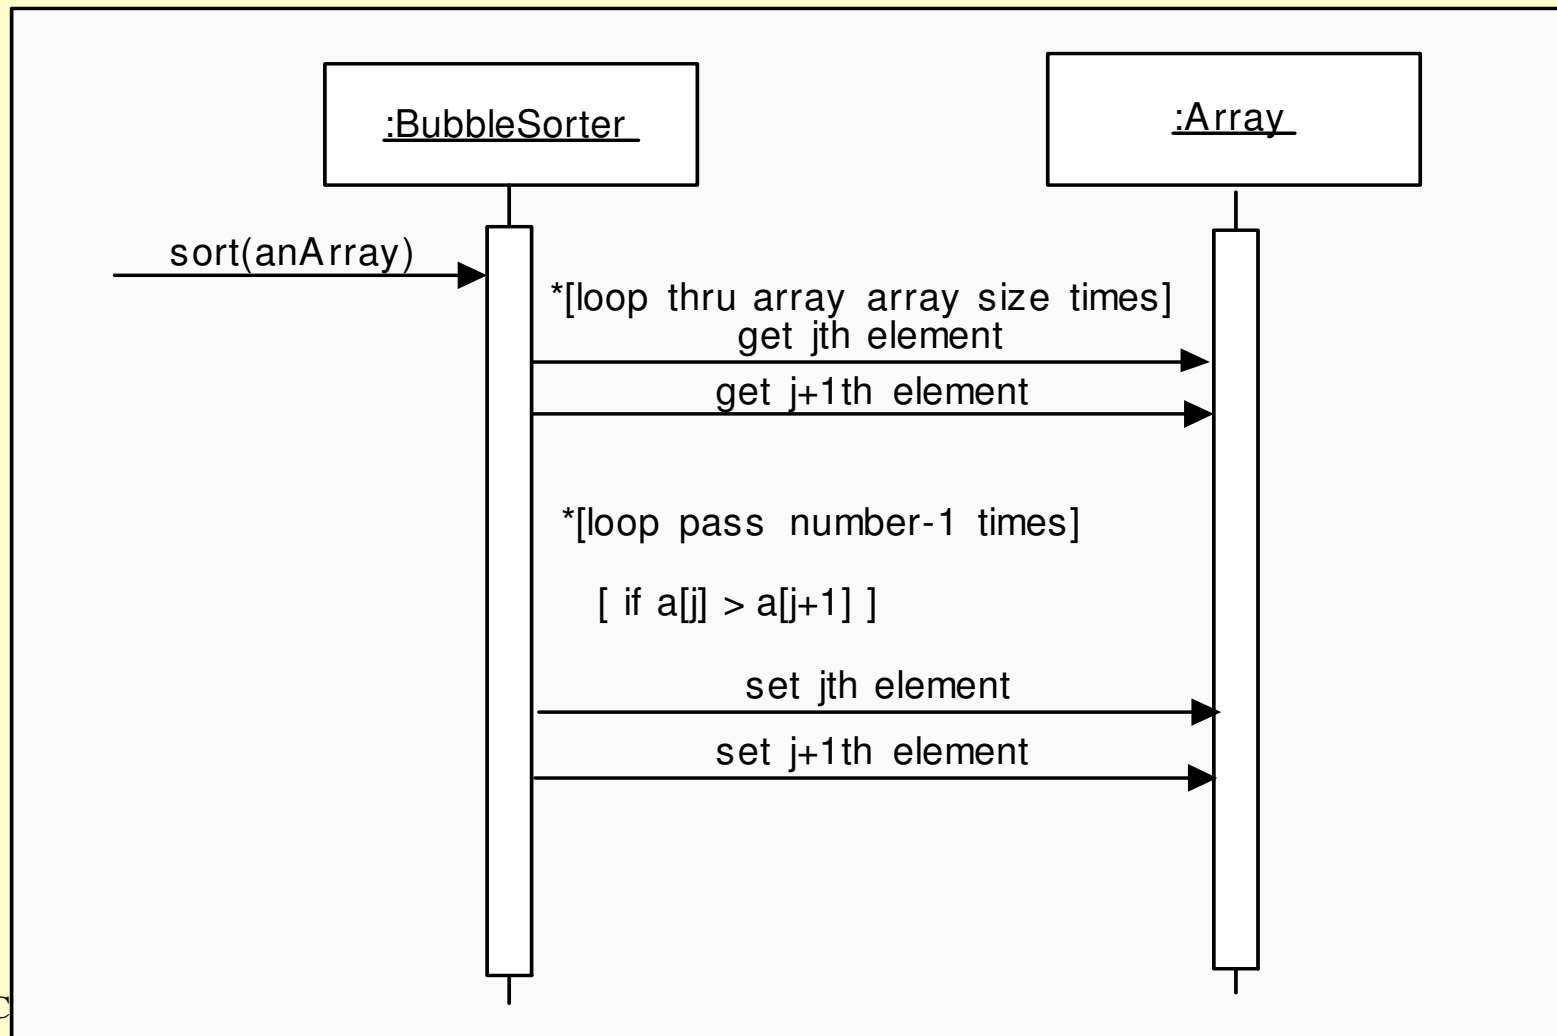 :BubbleSorter
:Array
sort(anArray)
*[loop thru array array size times]
get jth element
get j+1th element
*[loop pass number-1 times]
[ if a[j] > a[j+1] ]
set jth element
set j+1th element